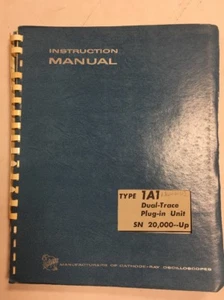 INSTRUCTION
MANUAL
TYPE 1A1
Dual-Trace
Plug-in Unit
SN 20,000--Up
MANUFACTURERS OF CATHODE-RAY OSCILLOSCOPES